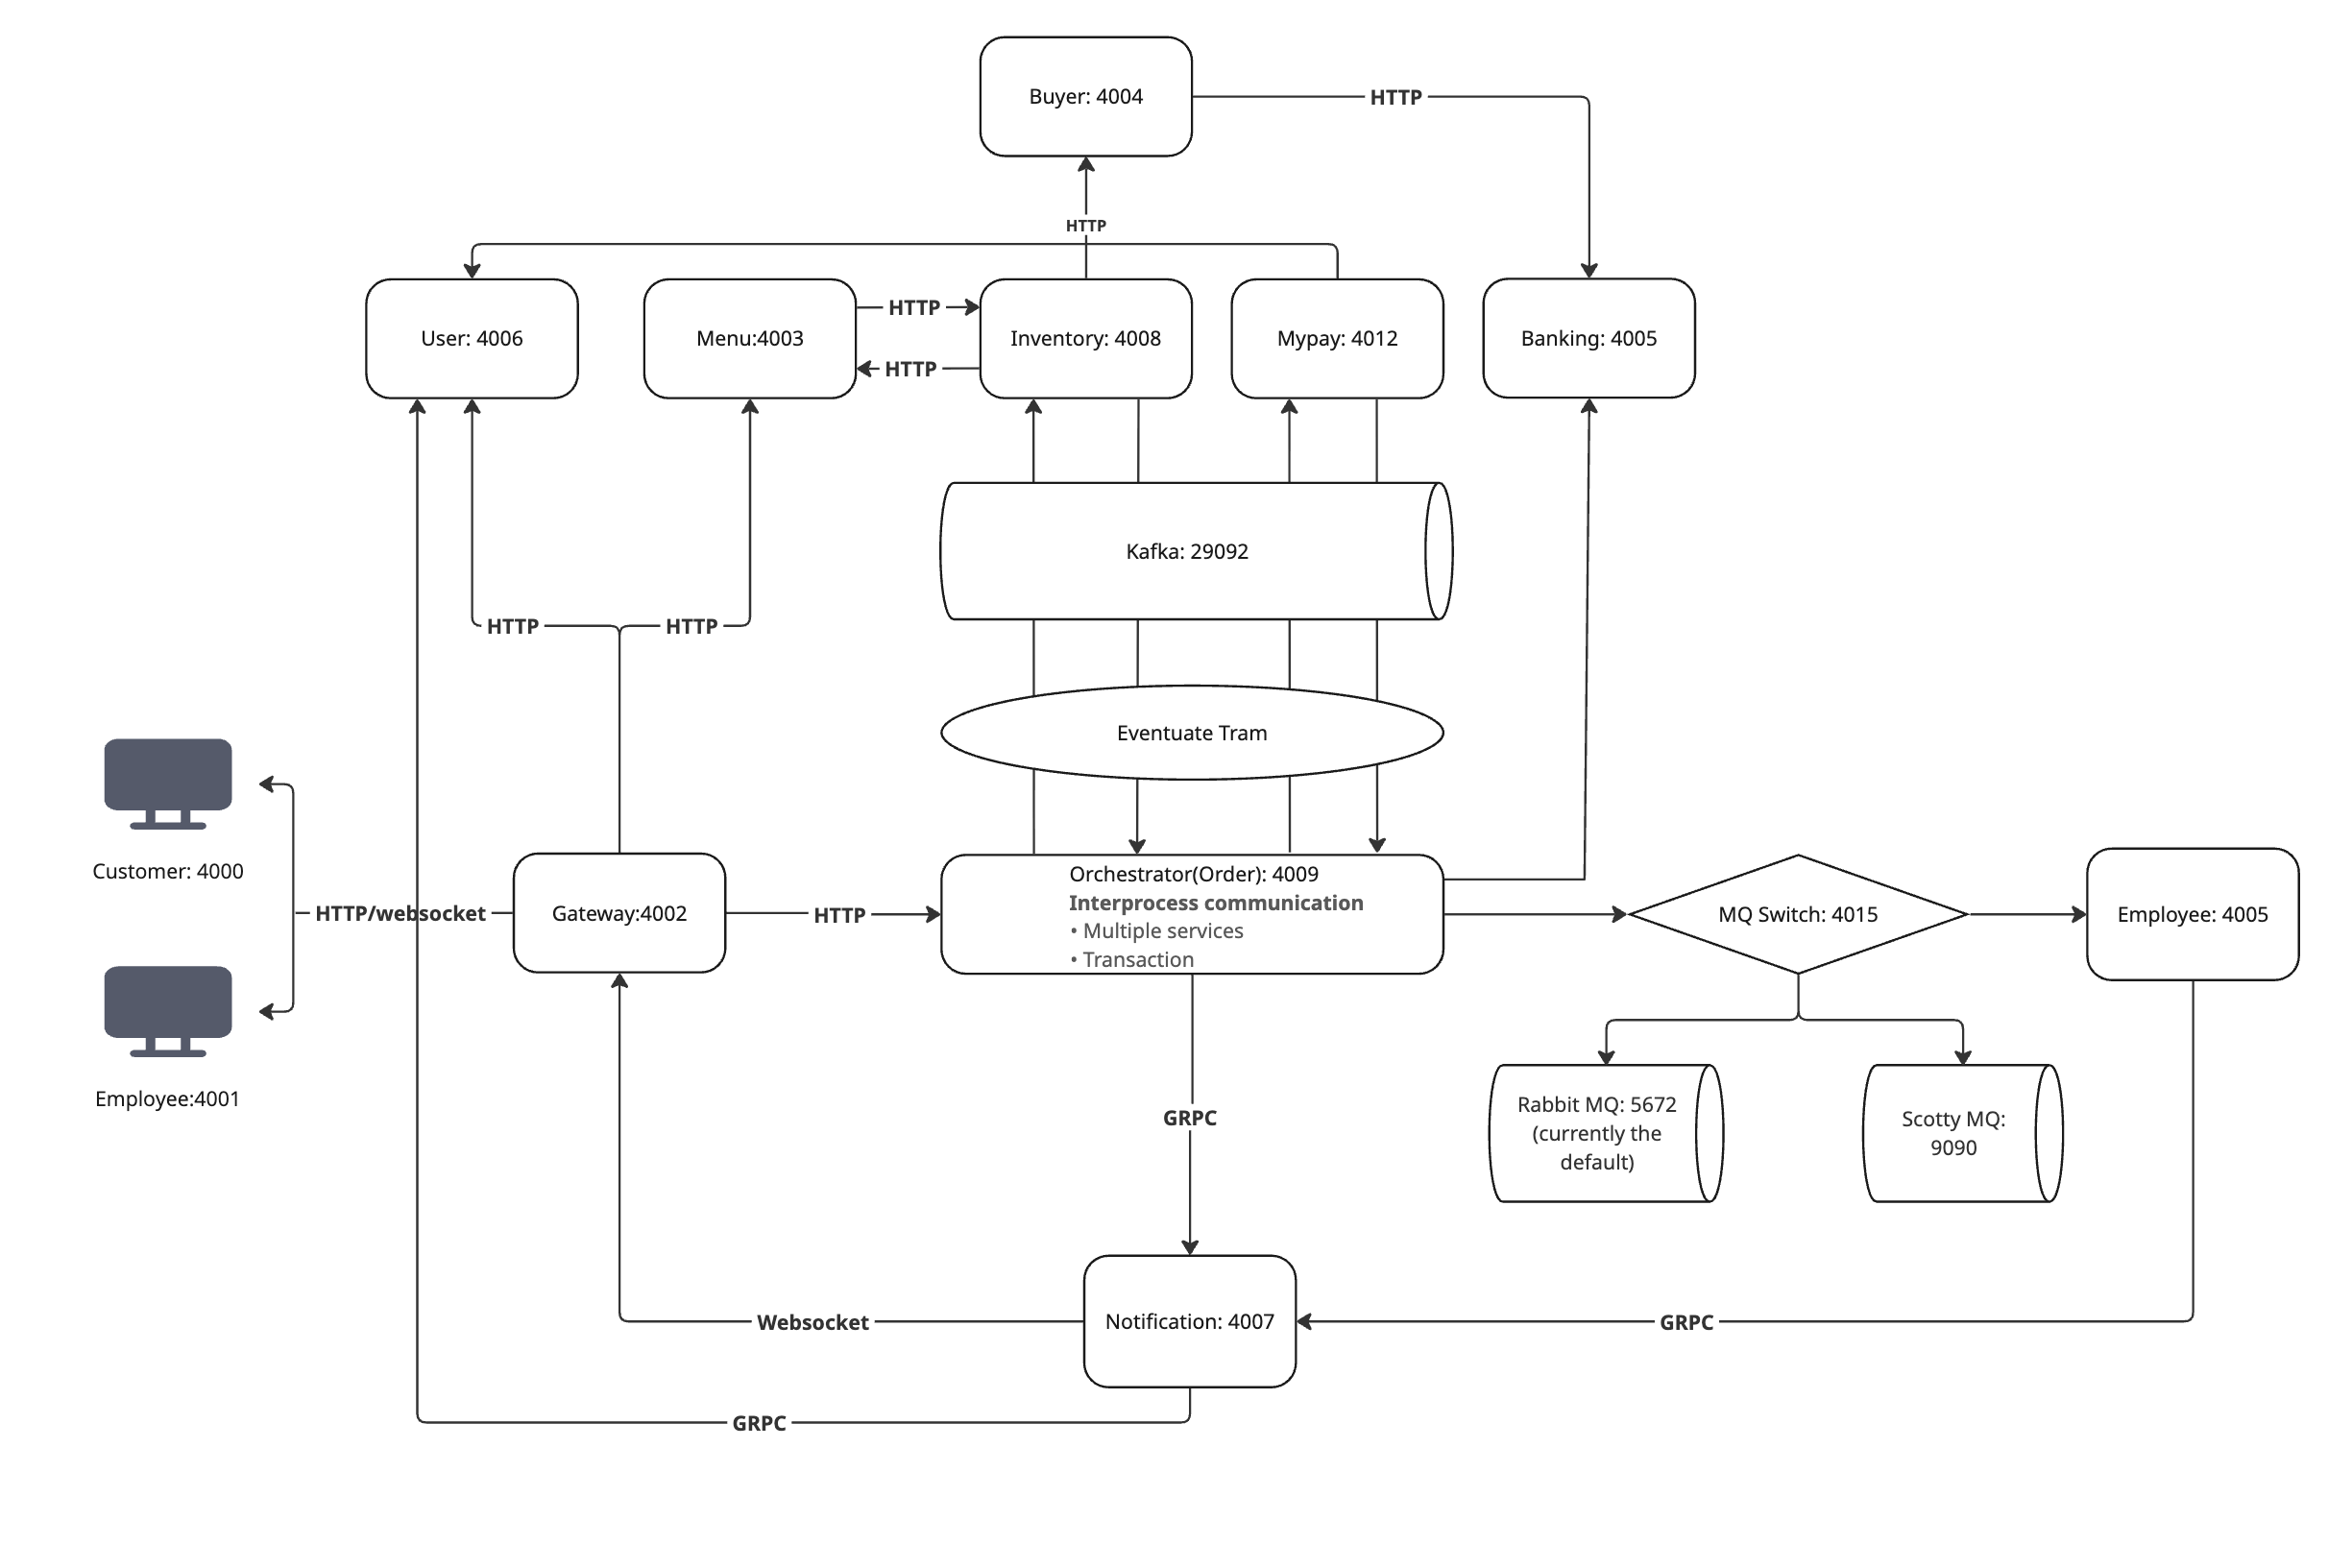 Buyer: 4004
HTTP
HTTP
User: 4006
Menu:4003
HTTP
HTTP
Inventory: 4008
Mypay: 4012
Banking: 4005
Kafka: 29092
HTTP
HTTP
Eventuate Tram
Customer: 4000
HTTP/websocket
Gateway:4002
HTTP
Orchestrator(Order): 4009
Interprocess communication
• Multiple services
• Transaction
MQ Switch: 4015
Employee: 4005
Employee:4001
GRPC
Rabbit MQ: 5672
(currently the
default)
Scotty MQ:
9090
Websocket
Notification: 4007
GRPC
GRPC